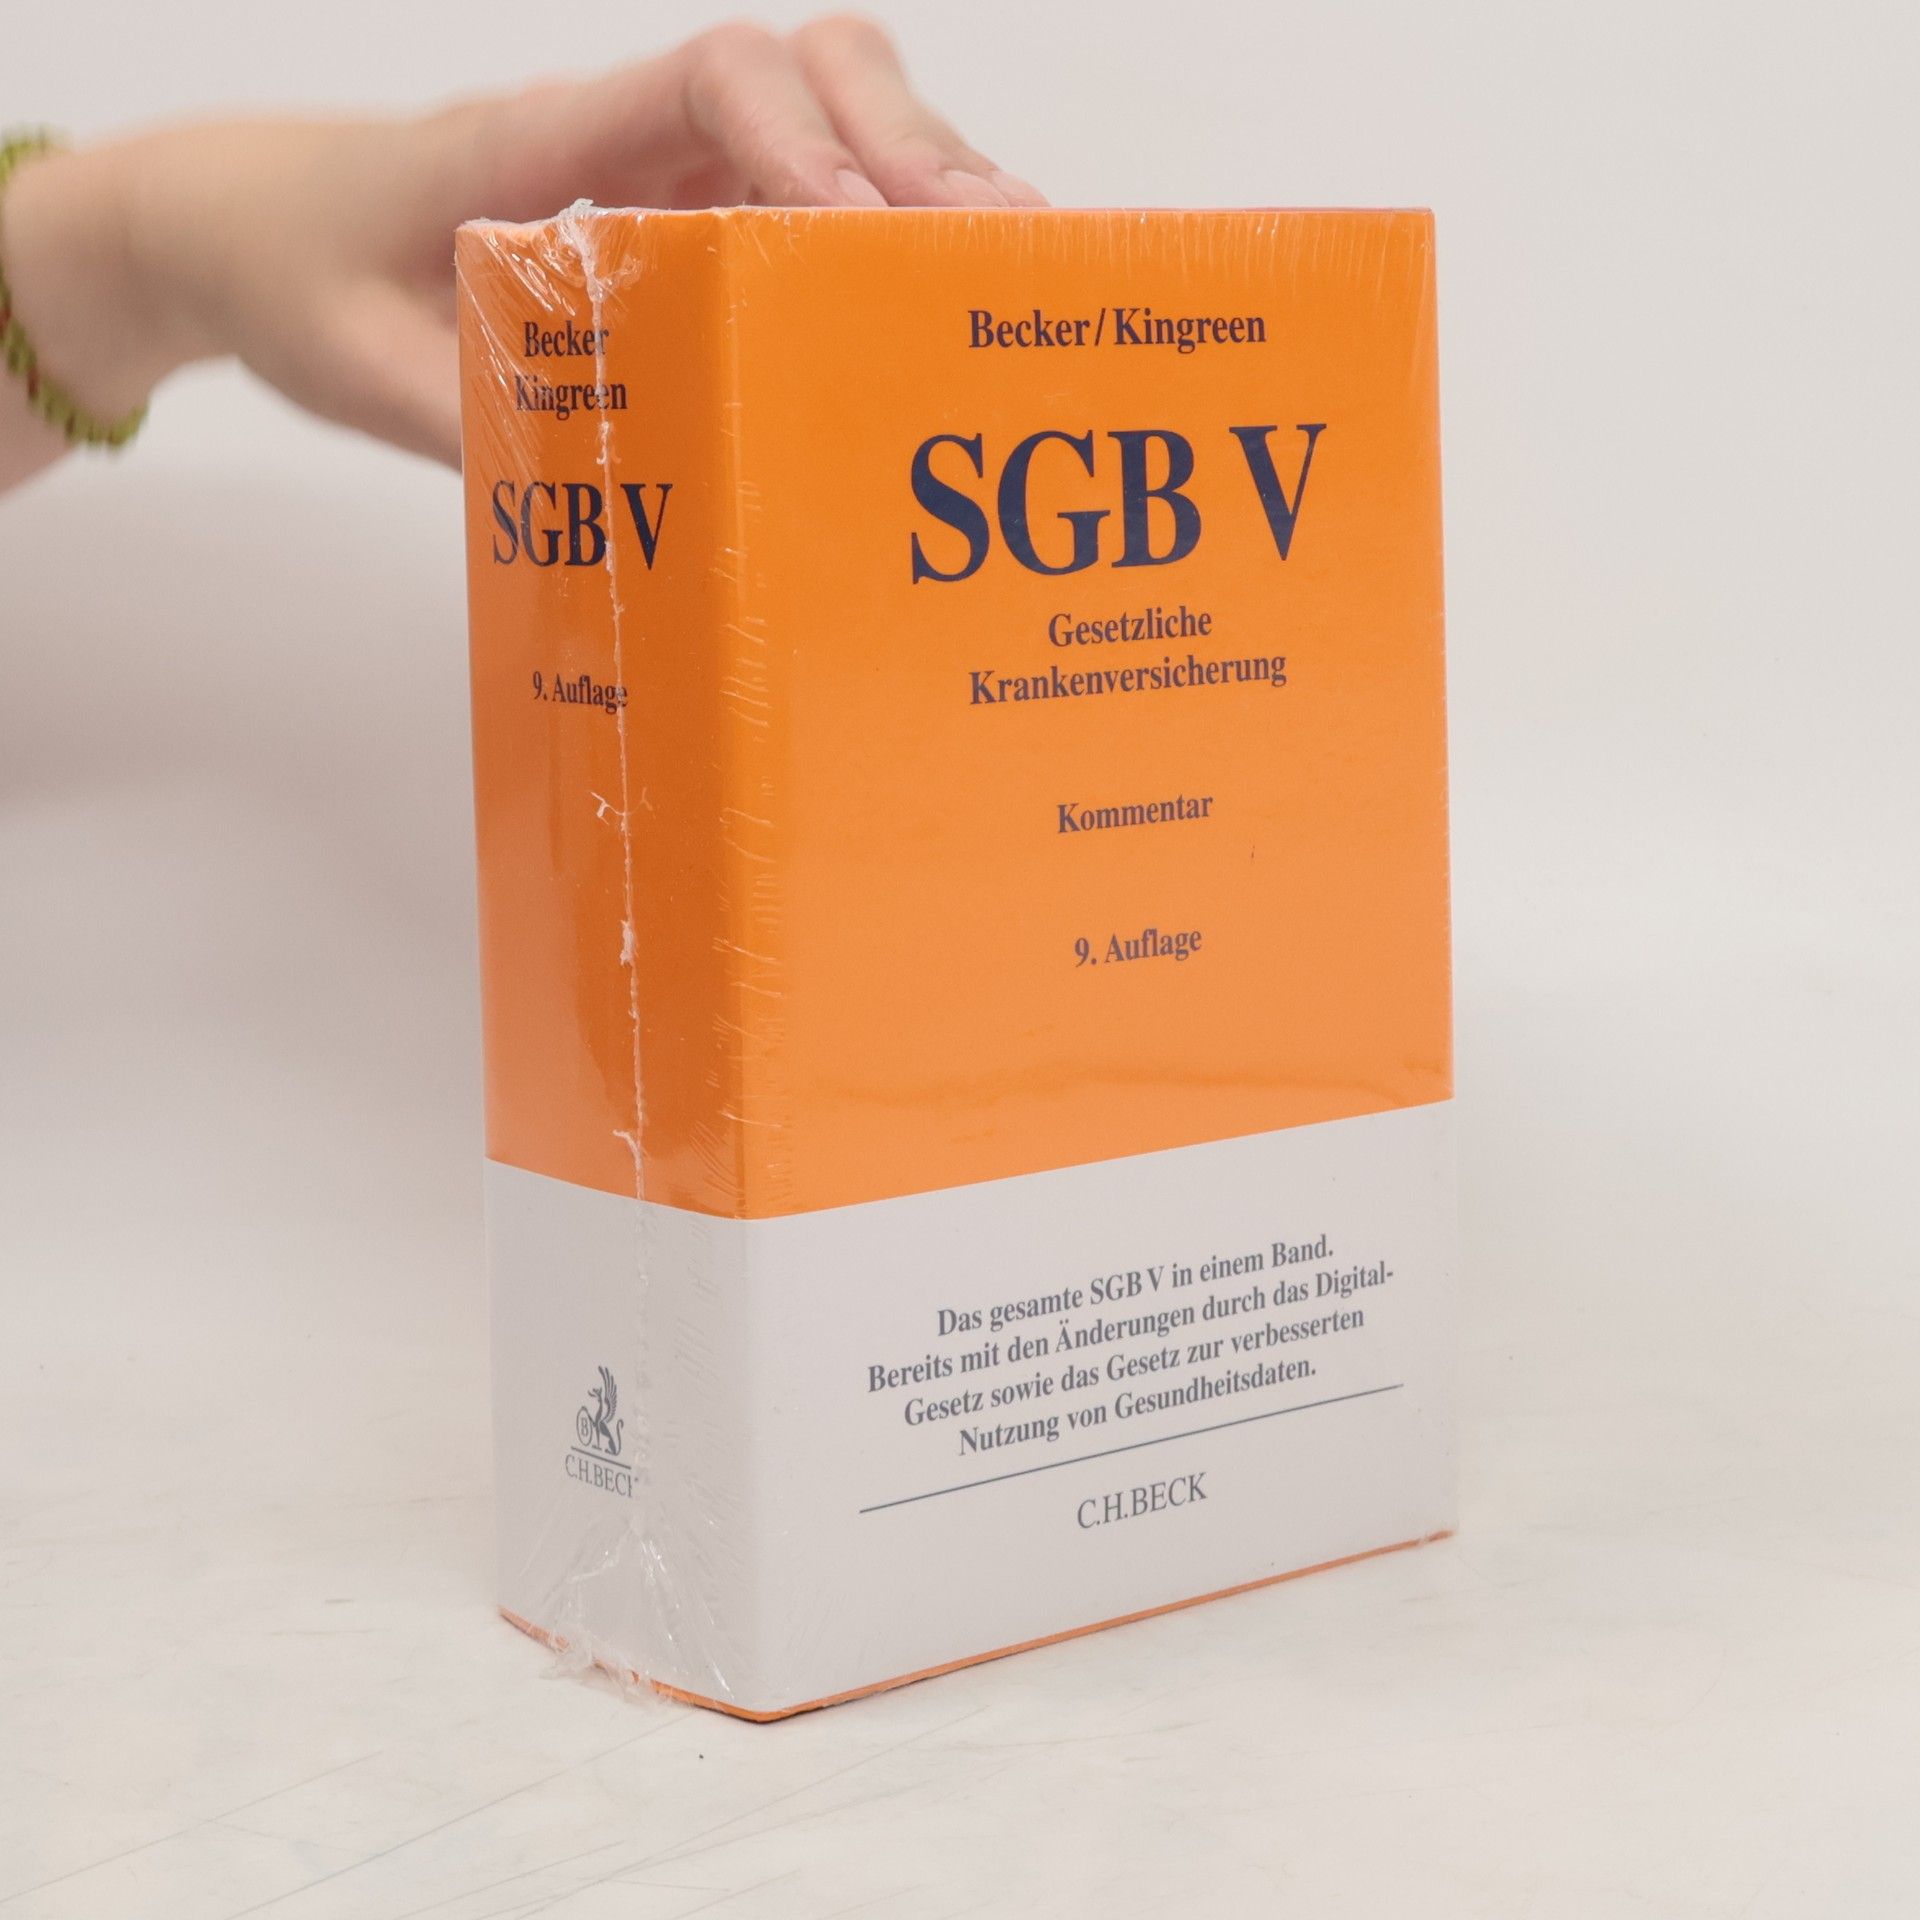 Becker
Kingreen
SGB V
9. Auflage
B
C.H.BECK
Becker/Kingreen
SGB V
Gesetzliche
Krankenversicherung
Kommentar
9. Auflage
Das gesamte SGB V in einem Band.
Bereits mit den Änderungen durch das Digital-
Gesetz sowie das Gesetz zur verbesserten
Nutzung von Gesundheitsdaten.
C.H.BECK